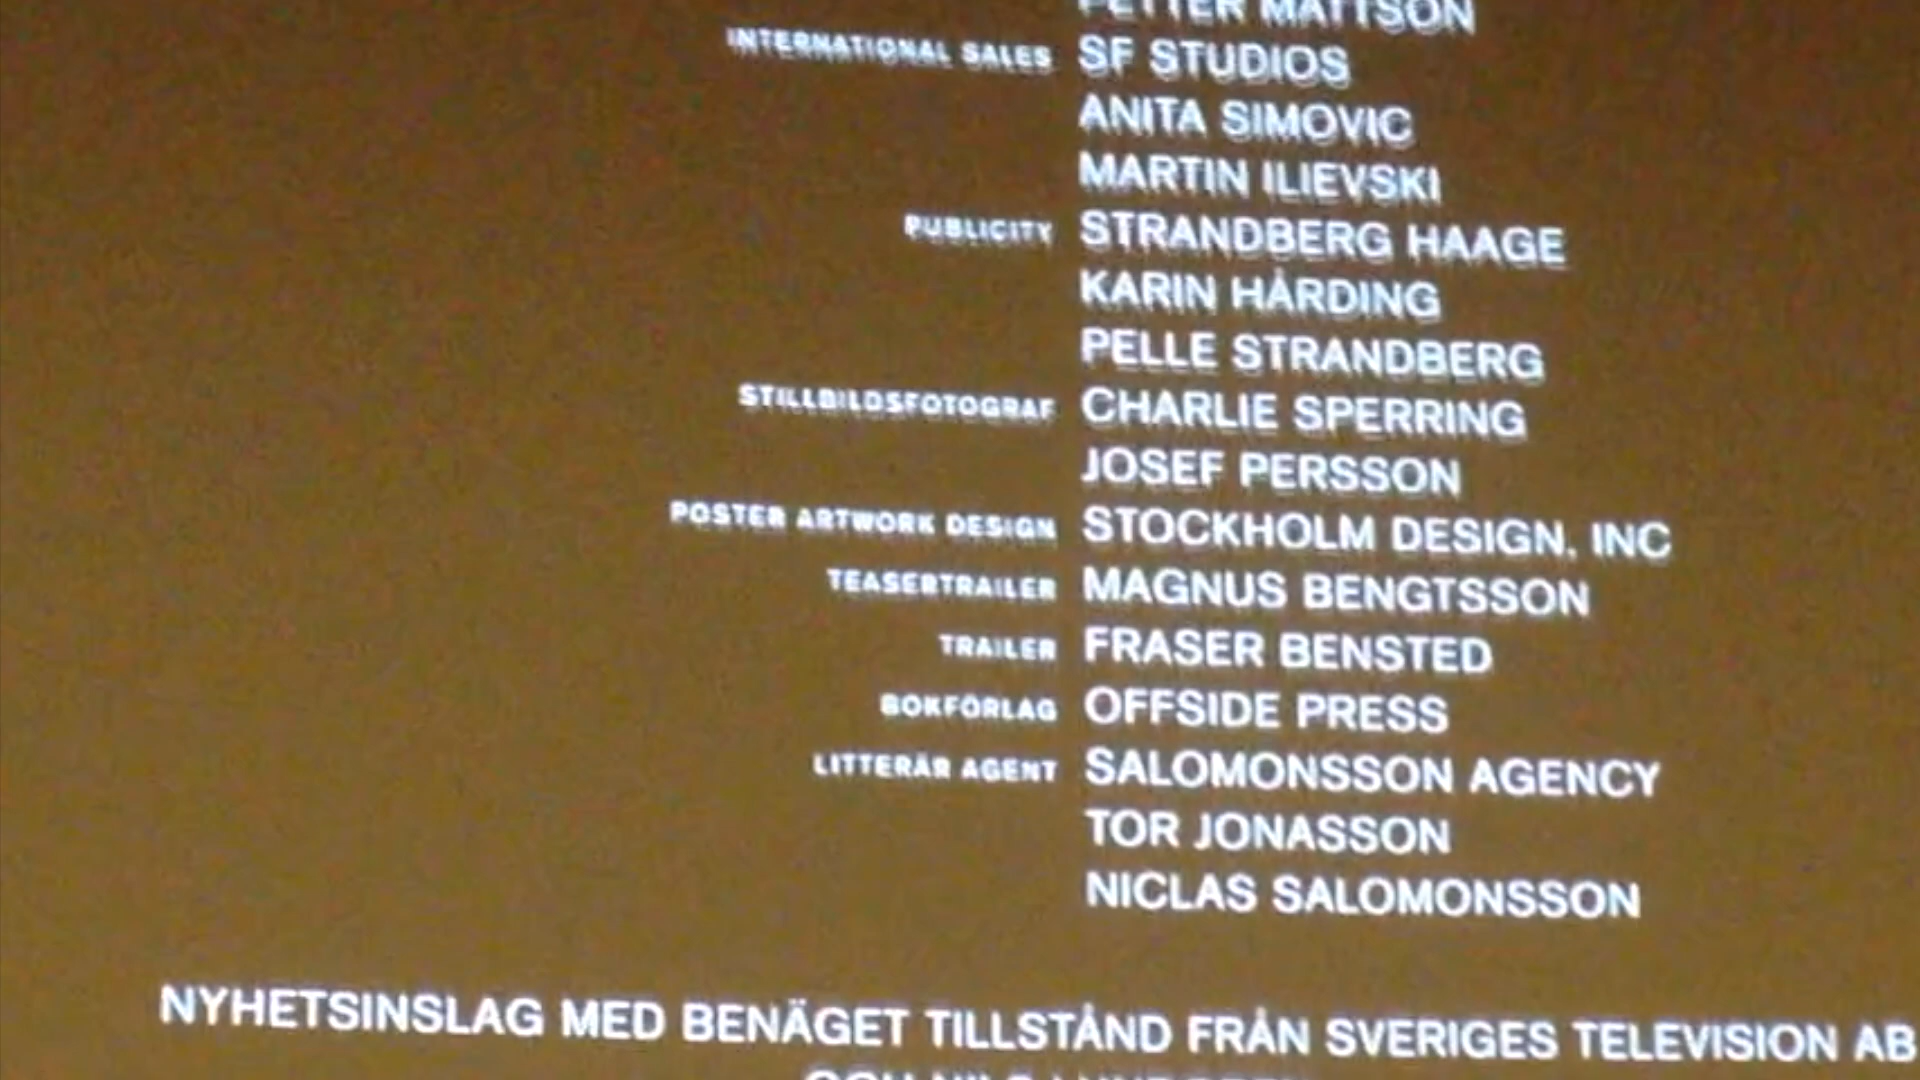 PETTER MATTSON
INTERNATIONAL SALES SF STUDIOS
ANITA SIMOVIC
MARTIN ILIEVSKI
PUBLICITY STRANDBERG HAAGE
KARIN HÅRDING
PELLE STRANDBERG
STILLBILDSFOTOGRAF CHARLIE SPERRING
JOSEF PERSSON
POSTER ARTWORK DESIGN STOCKHOLM DESIGN, INC
TEASERTRAILER MAGNUS BENGTSSON
TRAILER FRASER BENSTED
BOKFÖRLAG OFFSIDE PRESS
LITTERÄR AGENT SALOMONSSON AGENCY
TOR JONASSON
NICLAS SALOMONSSON
NYHETSINSLAG MED BENÄGET TILLSTÅND FRÅN SVERIGES TELEVISION AB